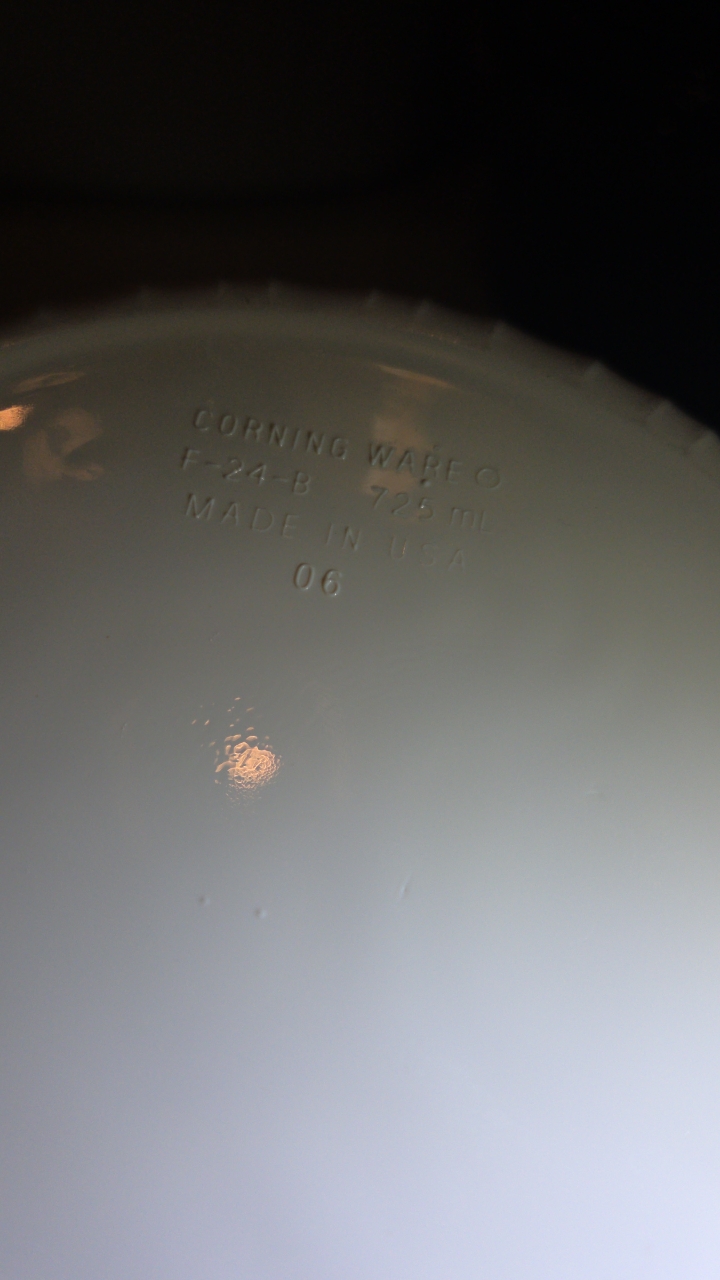 CORNING WARE®
F-24-B 725 mL
MADE IN USA
06